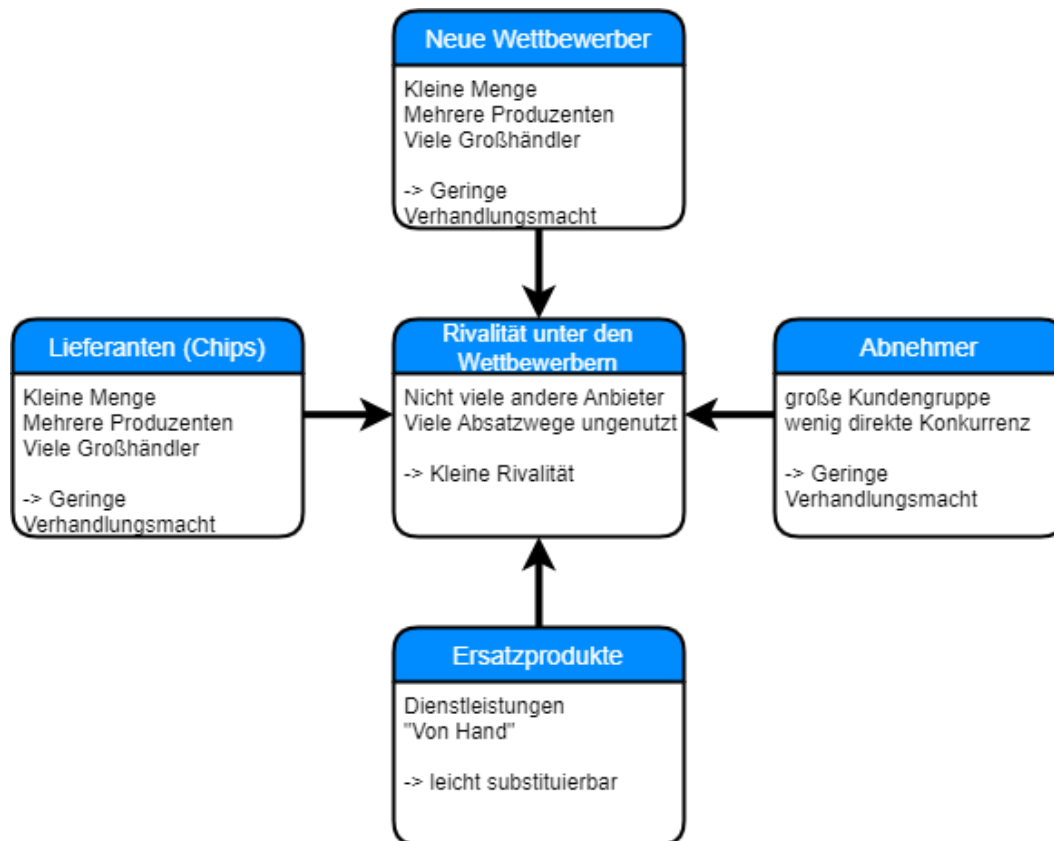 Neue Wettbewerber
Kleine Menge
Mehrere Produzenten
Viele Großhändler
-> Geringe
Verhandlungsmacht
Lieferanten (Chips)
Kleine Menge
Mehrere Produzenten
Viele Großhändler
-> Geringe
Verhandlungsmacht
Rivalität unter den
Wettbewerbern
Nicht viele andere Anbieter
Viele Absatzwege ungenutzt
-> Kleine Rivalität
Abnehmer
große Kundengruppe
wenig direkte Konkurrenz
-> Geringe
Verhandlungsmacht
Ersatzprodukte
Dienstleistungen
"Von Hand"
-> leicht substituierbar